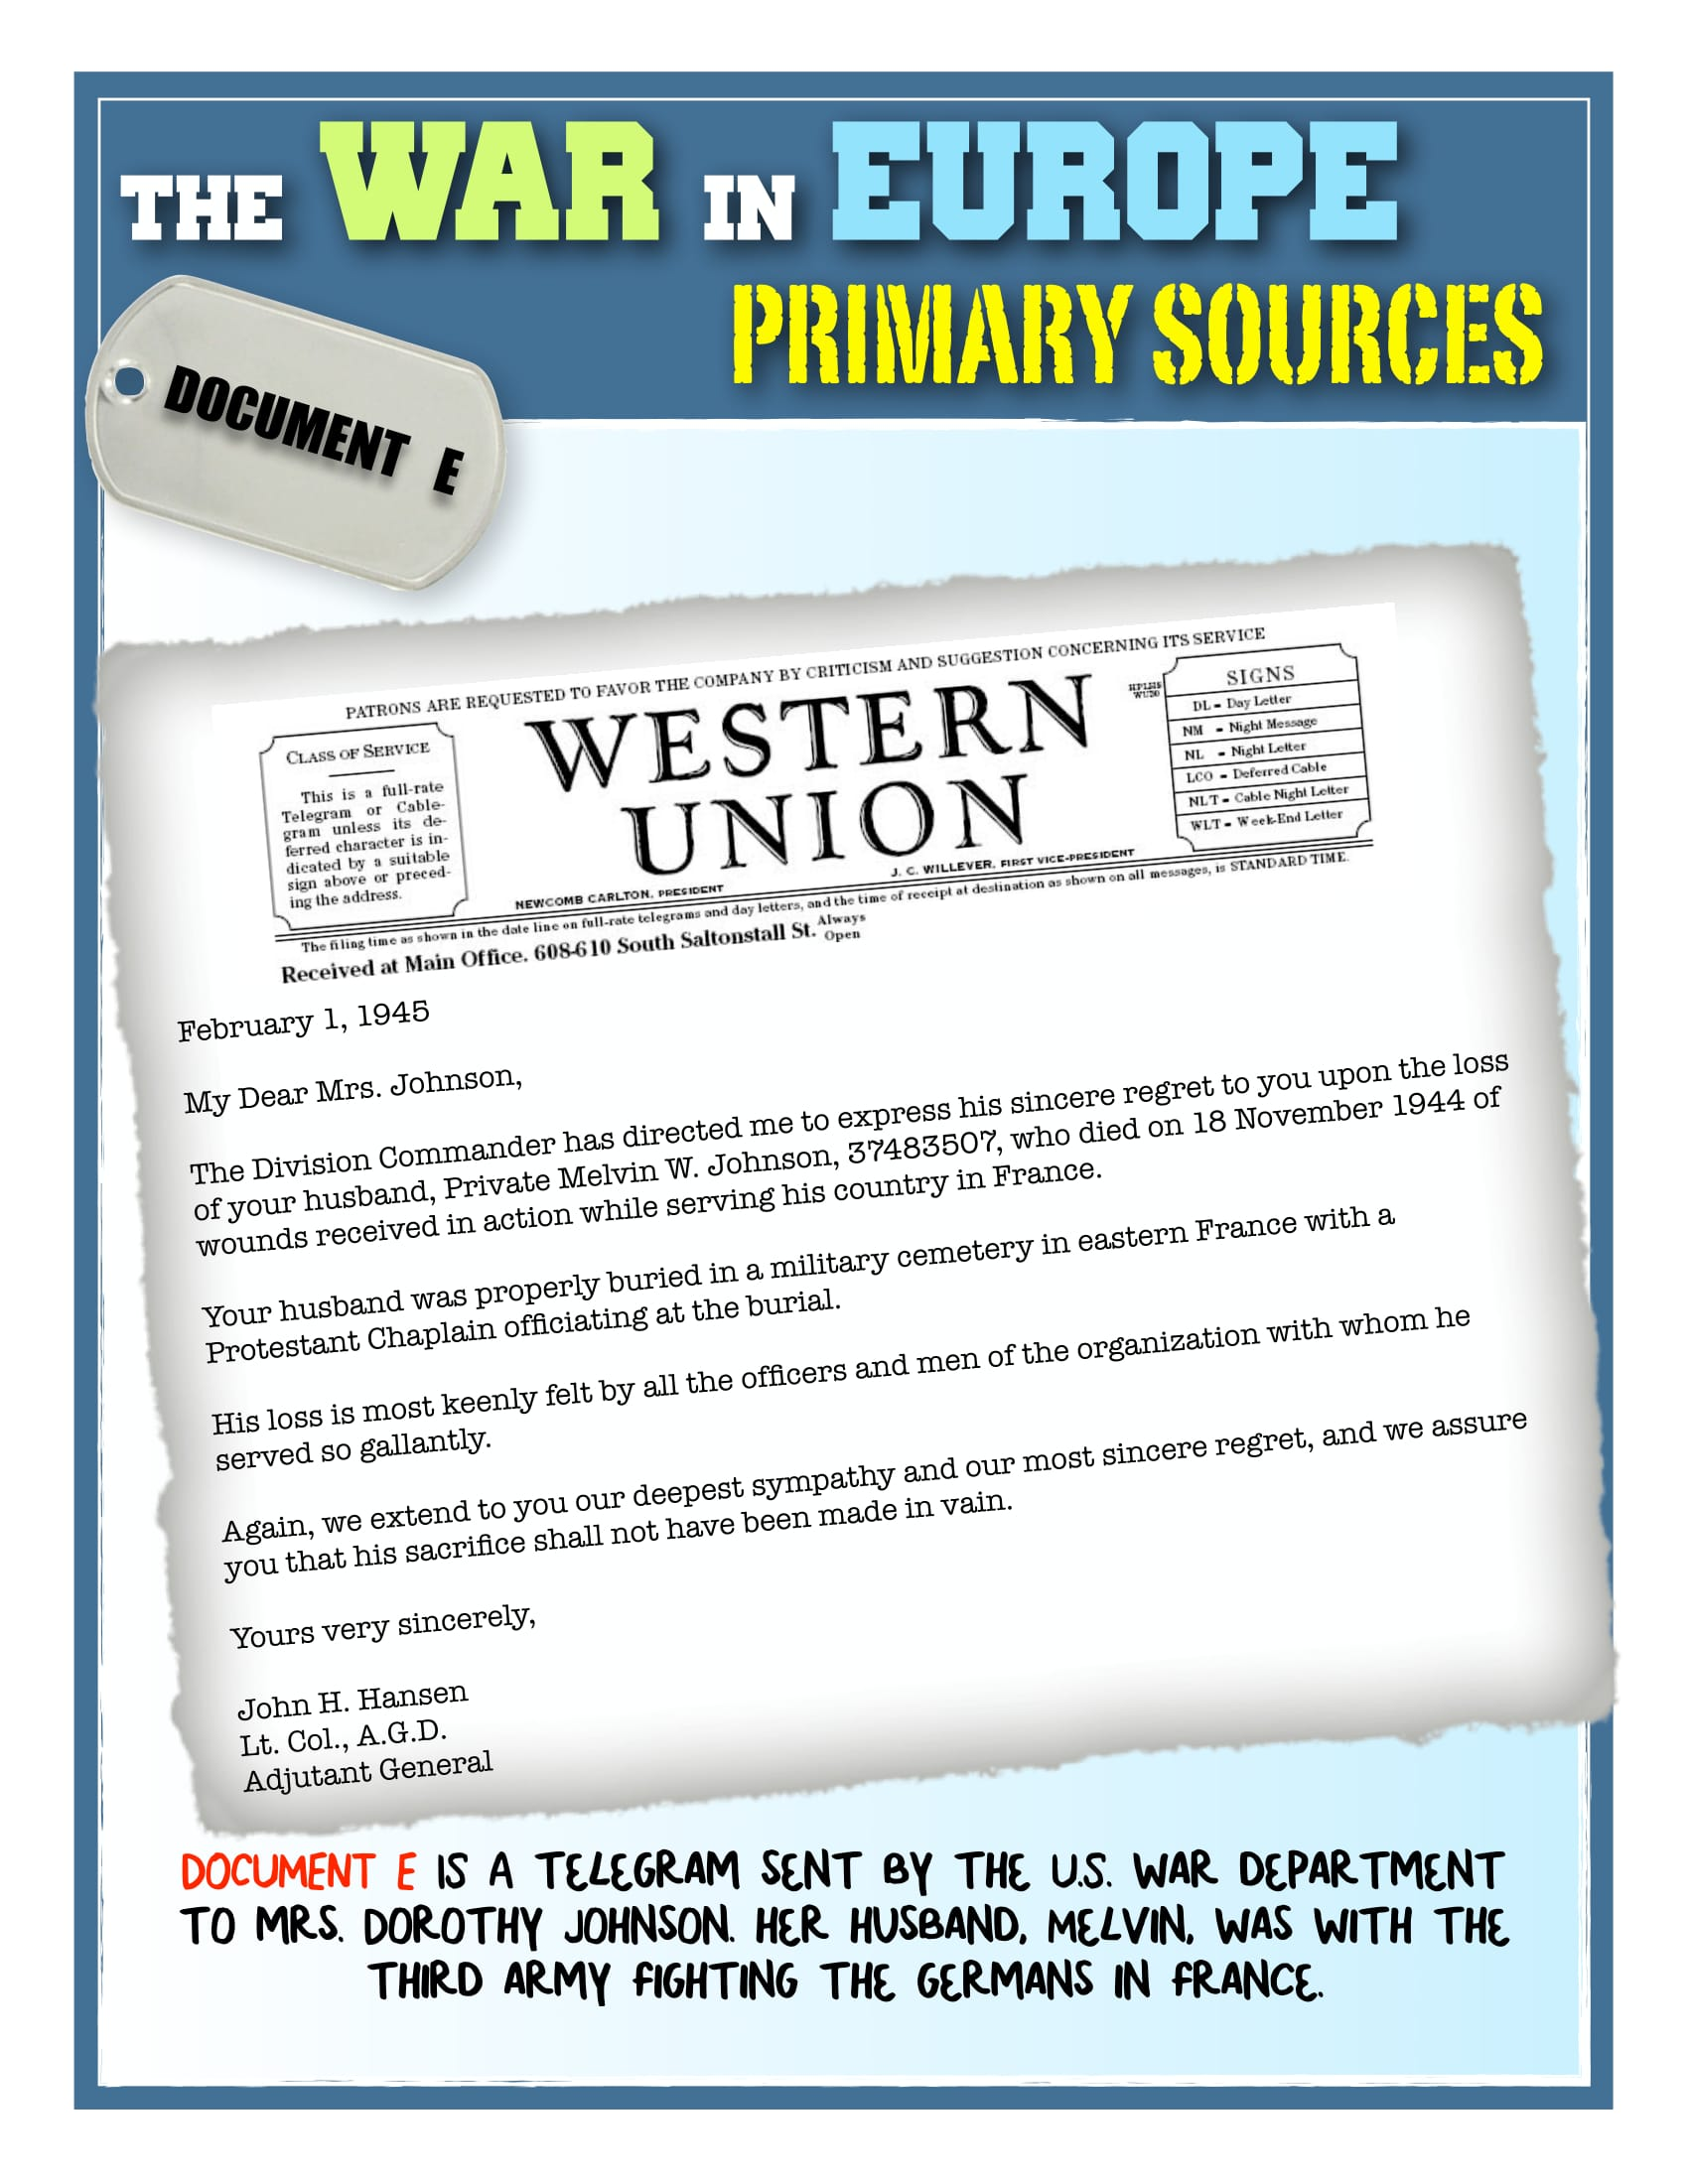 THE WAR IN EUROPE
PRIMARY SOURCES
DOCUMENT E
PATRONS ARE REQUESTED TO FAVOR THE COMPANY BY CRITICISM AND SUGGESTION CONCERNING ITS SERVICE
CLASS OF SERVICE
This is a full-rate
Telegram or Cable-
gram unless its de-
ferred character is in-
dicated by a suitable
sign above or preced-
ing the address.
WESTERN
UNION
NEWCOMB CARLTON, PRESIDENT
J. C. WILLEVER, FIRST VICE-PRESIDENT
SIGNS
DL - Day Letter
NM - Night Message
NL - Night Letter
LCO - Deferred Cable
NLT - Cable Night Letter
WLT - Week-End Letter
The filing time as shown in the date line on full-rate telegrams and day letters, and the time of receipt at destination as shown on all messages, is STANDARD TIME.
Received at Main Office. 608-610 South Saltonstall St. Always
Open
February 1, 1945
My Dear Mrs. Johnson,
The Division Commander has directed me to express his sincere regret to you upon the loss
of your husband, Private Melvin W. Johnson, 37483507, who died on 18 November 1944 of
wounds received in action while serving his country in France.
Your husband was properly buried in a military cemetery in eastern France with a
Protestant Chaplain officiating at the burial.
His loss is most keenly felt by all the officers and men of the organization with whom he
served so gallantly.
Again, we extend to you our deepest sympathy and our most sincere regret, and we assure
you that his sacrifice shall not have been made in vain.
Yours very sincerely,
John H. Hansen
Lt. Col., A.G.D.
Adjutant General
DOCUMENT E IS A TELEGRAM SENT BY THE U.S. WAR DEPARTMENT
TO MRS. DOROTHY JOHNSON. HER HUSBAND, MELVIN, WAS WITH THE
THIRD ARMY FIGHTING THE GERMANS IN FRANCE.